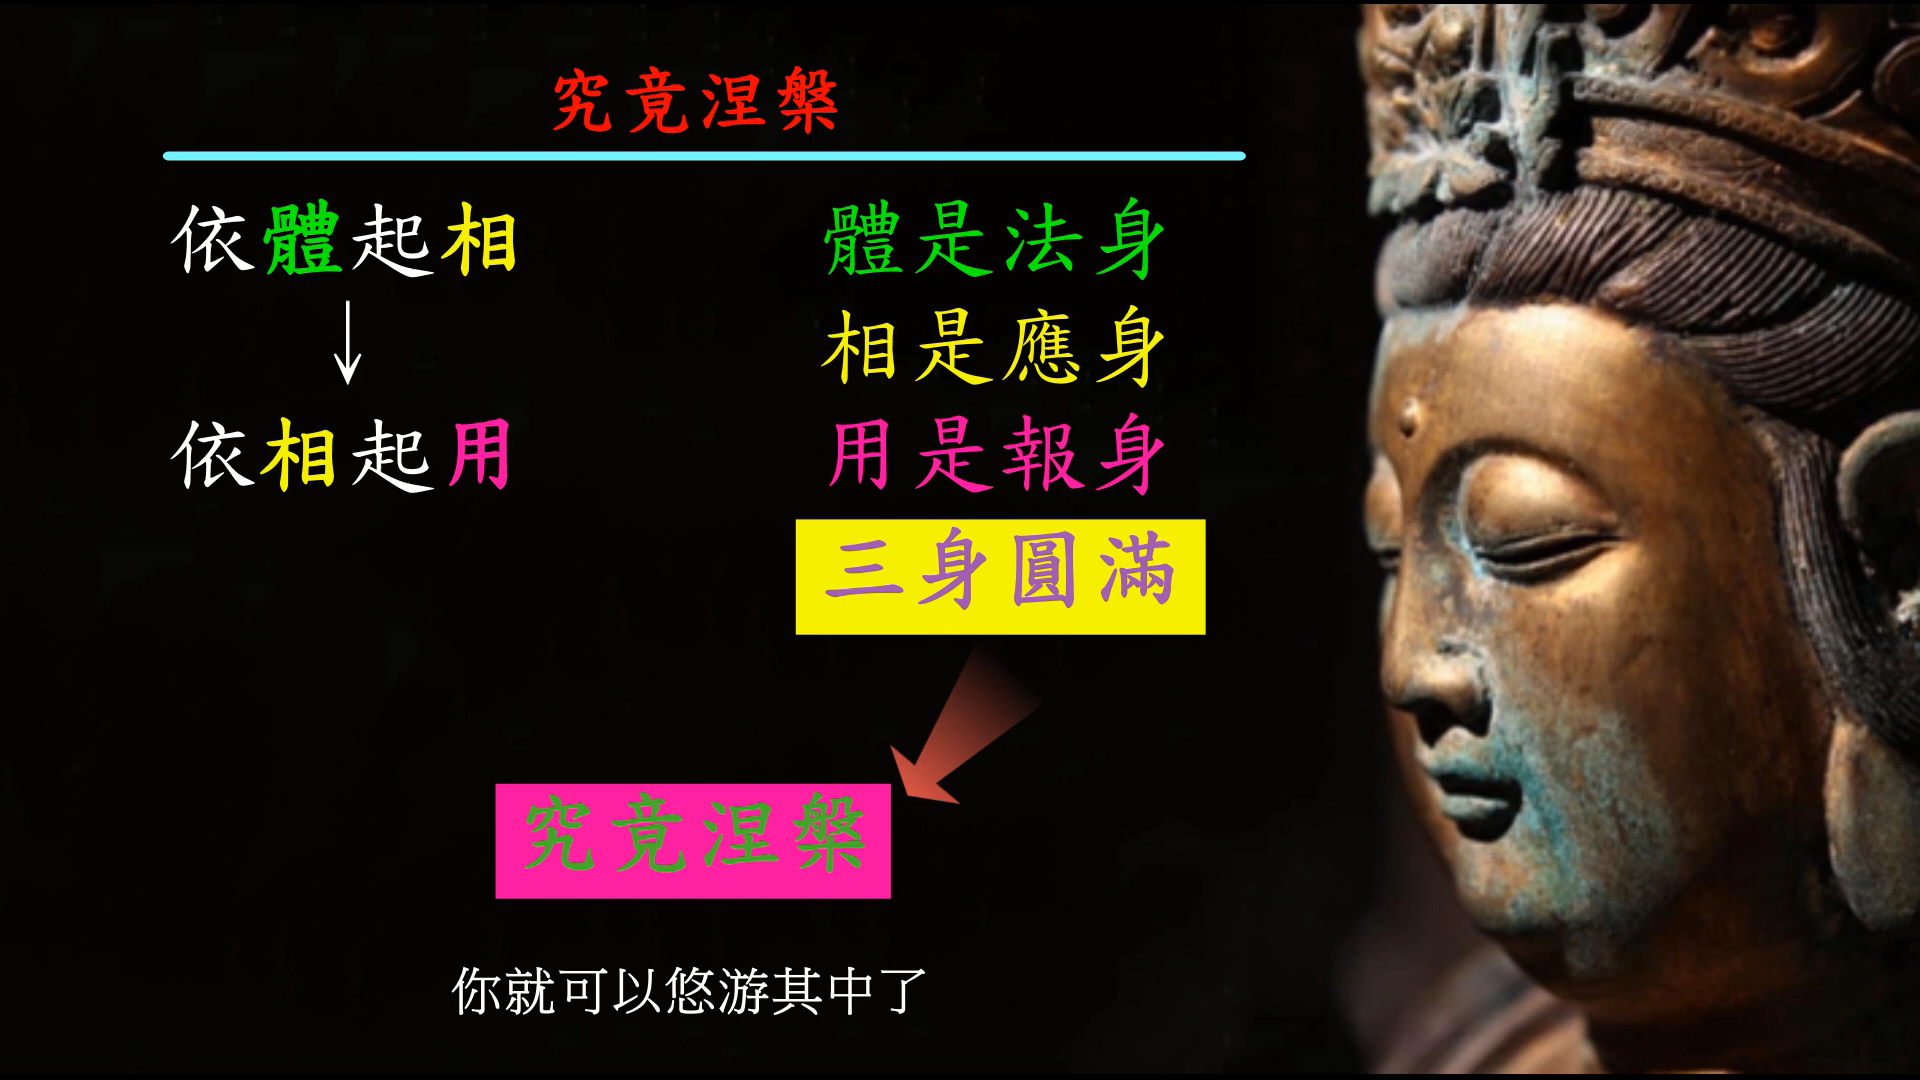 究竟涅槃
依體起相
體是法身
相是應身
依相起用
用是報身
三身圓滿
究竟涅槃
你就可以悠游其中了